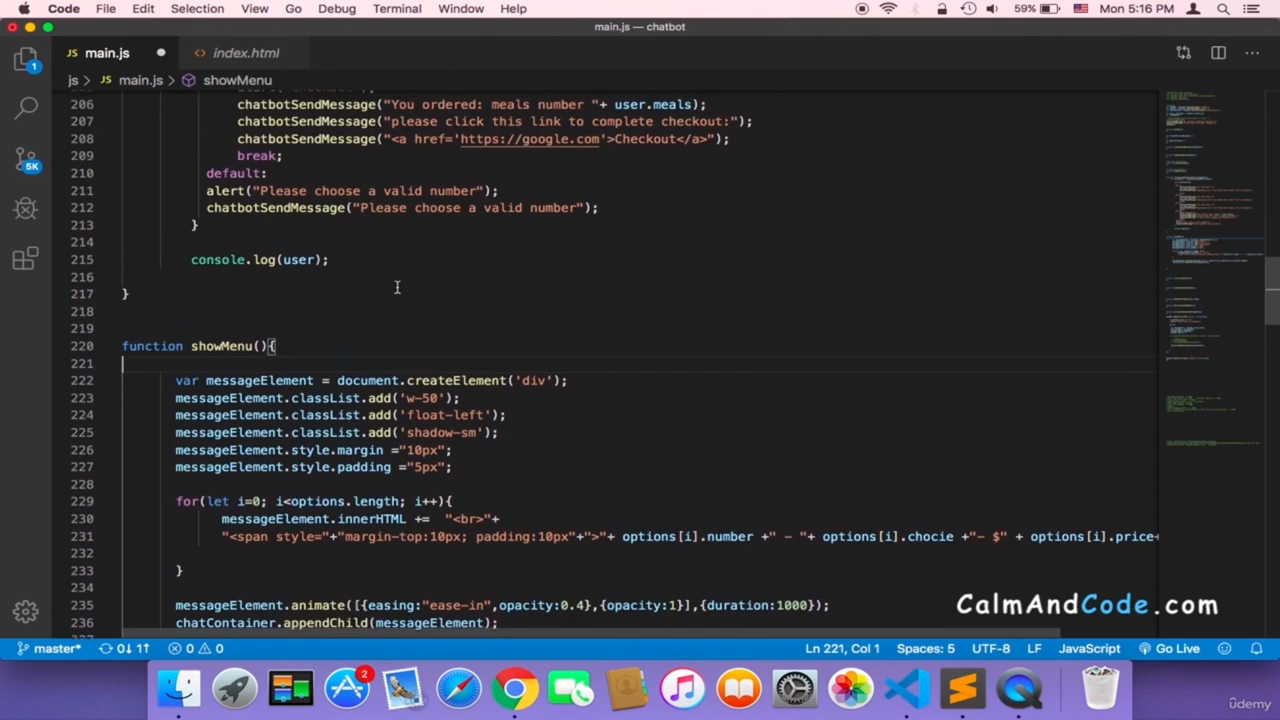 Code File Edit Selection View Go Debug Terminal Window Help 59% Mon 5:16 PM
main.js — chatbot
JS main.js <> index.html
js > JS main.js > showMenu
206 chatbotSendMessage("You ordered: meals number "+ user.meals);
207 chatbotSendMessage("please click this link to complete checkout:");
208 chatbotSendMessage("<a href='https://google.com'>Checkout</a>");
209 break;
210 default:
211 alert("Please choose a valid number");
212 chatbotSendMessage("Please choose a valid number");
213 }
214
215 console.log(user);
216
217 }
218
219
220 function showMenu(){
221
222 var messageElement = document.createElement('div');
223 messageElement.classList.add('w-50');
224 messageElement.classList.add('float-left');
225 messageElement.classList.add('shadow-sm');
226 messageElement.style.margin ="10px";
227 messageElement.style.padding ="5px";
228
229 for(let i=0; i<options.length; i++){
230 messageElement.innerHTML += "<br>"+
231 "<span style="+"margin-top:10px; padding:10px"+">"+ options[i].number +" - "+ options[i].chocie +"- $" + options[i].price+
232
233 }
234
235 messageElement.animate([{easing:"ease-in",opacity:0.4},{opacity:1}],{duration:1000});
236 chatContainer.appendChild(messageElement);
CalmAndCode.com
1
5K
master* 0↓ 1↑ 0 0 Ln 221, Col 1 Spaces: 5 UTF-8 LF JavaScript Go Live
2
ûdemy